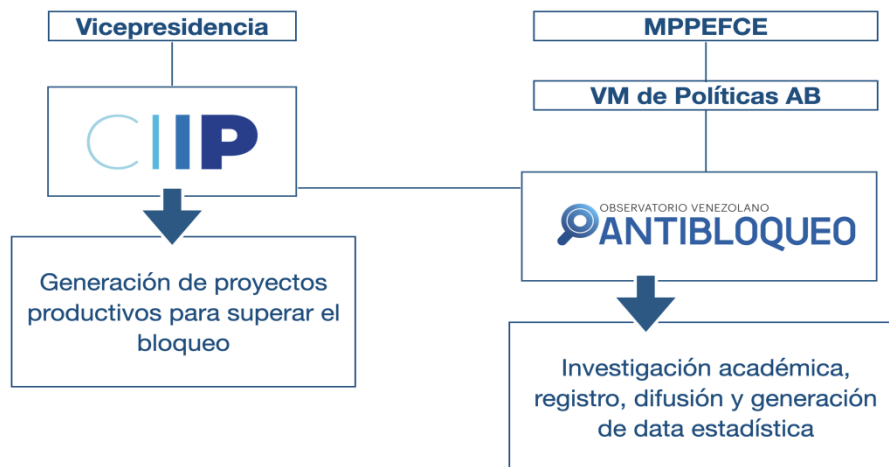 Vicepresidencia
CIIP
Generación de proyectos
productivos para superar el
bloqueo
MPPEFCE
VM de Políticas AB
OBSERVATORIO VENEZOLANO
ANTIBLOQUEO
Investigación académica,
registro, difusión y generación
de data estadística